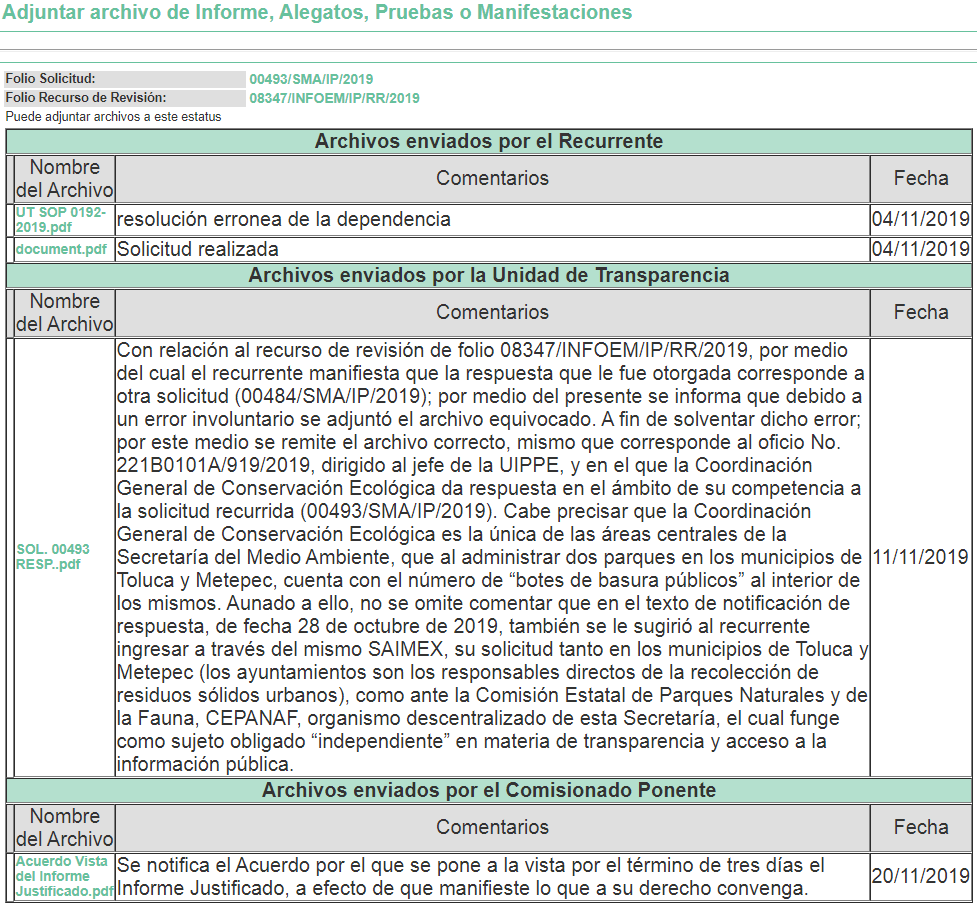 Adjuntar archivo de Informe, Alegatos, Pruebas o Manifestaciones
Folio Solicitud: 00493/SMA/IP/2019
Folio Recurso de Revisión: 08347/INFOEM/IP/RR/2019
Puede adjuntar archivos a este estatus
Archivos enviados por el Recurrente
Nombre
del Archivo
Comentarios
Fecha
UT SOP 0192-
2019.pdf
resolución erronea de la dependencia
04/11/2019
document.pdf
Solicitud realizada
04/11/2019
Archivos enviados por la Unidad de Transparencia
Nombre
del Archivo
Comentarios
Fecha
SOL. 00493
RESP..pdf
Con relación al recurso de revisión de folio 08347/INFOEM/IP/RR/2019, por medio
del cual el recurrente manifiesta que la respuesta que le fue otorgada corresponde a
otra solicitud (00484/SMA/IP/2019); por medio del presente se informa que debido a
un error involuntario se adjuntó el archivo equivocado. A fin de solventar dicho error;
por este medio se remite el archivo correcto, mismo que corresponde al oficio No.
221B0101A/919/2019, dirigido al jefe de la UIPPE, y en el que la Coordinación
General de Conservación Ecológica da respuesta en el ámbito de su competencia a
la solicitud recurrida (00493/SMA/IP/2019). Cabe precisar que la Coordinación
General de Conservación Ecológica es la única de las áreas centrales de la
Secretaría del Medio Ambiente, que al administrar dos parques en los municipios de
Toluca y Metepec, cuenta con el número de “botes de basura públicos” al interior de
los mismos. Aunado a ello, no se omite comentar que en el texto de notificación de
respuesta, de fecha 28 de octubre de 2019, también se le sugirió al recurrente
ingresar a través del mismo SAIMEX, su solicitud tanto en los municipios de Toluca y
Metepec (los ayuntamientos son los responsables directos de la recolección de
residuos sólidos urbanos), como ante la Comisión Estatal de Parques Naturales y de
la Fauna, CEPANAF, organismo descentralizado de esta Secretaría, el cual funge
como sujeto obligado “independiente” en materia de transparencia y acceso a la
información pública.
11/11/2019
Archivos enviados por el Comisionado Ponente
Nombre
del Archivo
Comentarios
Fecha
Acuerdo Vista
del Informe
Justificado.pdf
Se notifica el Acuerdo por el que se pone a la vista por el término de tres días el
Informe Justificado, a efecto de que manifieste lo que a su derecho convenga.
20/11/2019